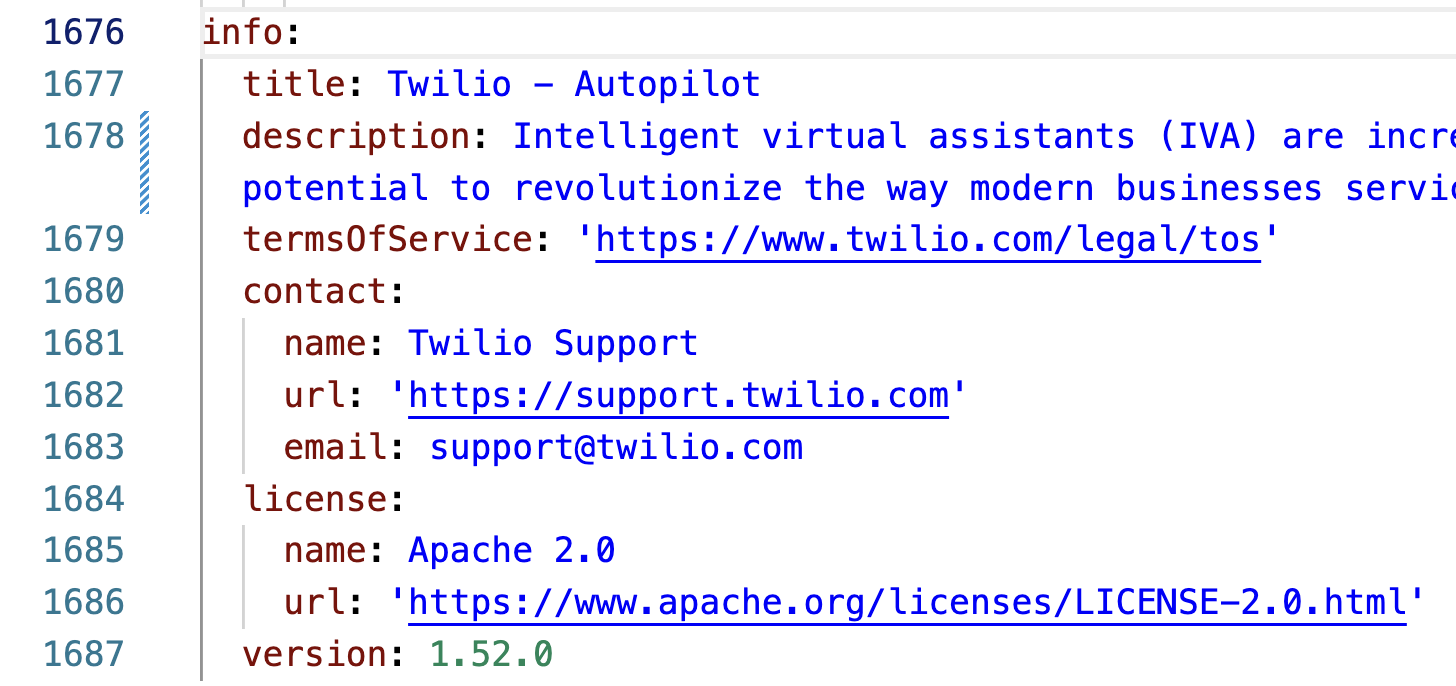 1676 info:
1677 title: Twilio - Autopilot
1678 description: Intelligent virtual assistants (IVA) are
potential to revolutionize the way modern businesses
1679 termsOfService: 'https://www.twilio.com/legal/tos'
1680 contact:
1681 name: Twilio Support
1682 url: 'https://support.twilio.com'
1683 email: support@twilio.com
1684 license:
1685 name: Apache 2.0
1686 url: 'https://www.apache.org/licenses/LICENSE-2.0.html'
1687 version: 1.52.0